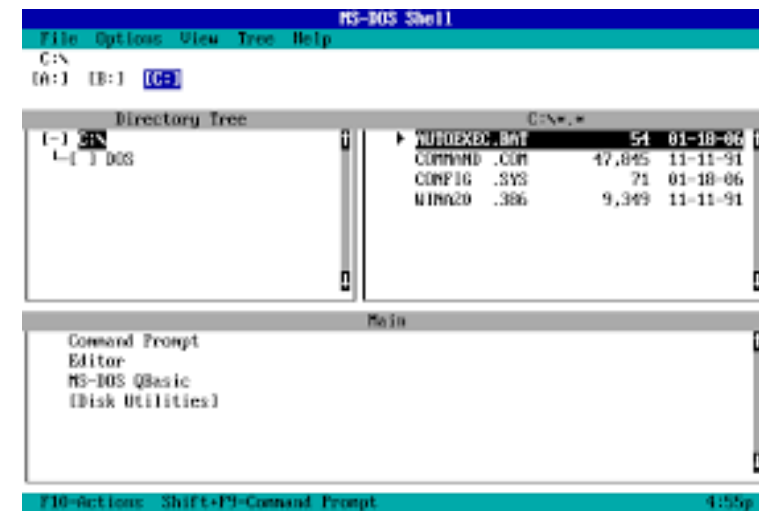 MS-DOS Shell
File Options View Tree Help
C:\
[A:] [B:] [C:]
Directory Tree
[-] C:\
[ ] DOS
C:\*.*
AUTOEXEC.BAT 54 01-18-06
COMMAND .COM 47,845 11-11-91
CONFIG .SYS 71 01-18-06
WINA20 .386 9,349 11-11-91
Main
Command Prompt
Editor
MS-DOS QBasic
[Disk Utilities]
F10=Actions Shift+F9=Command Prompt 4:55p